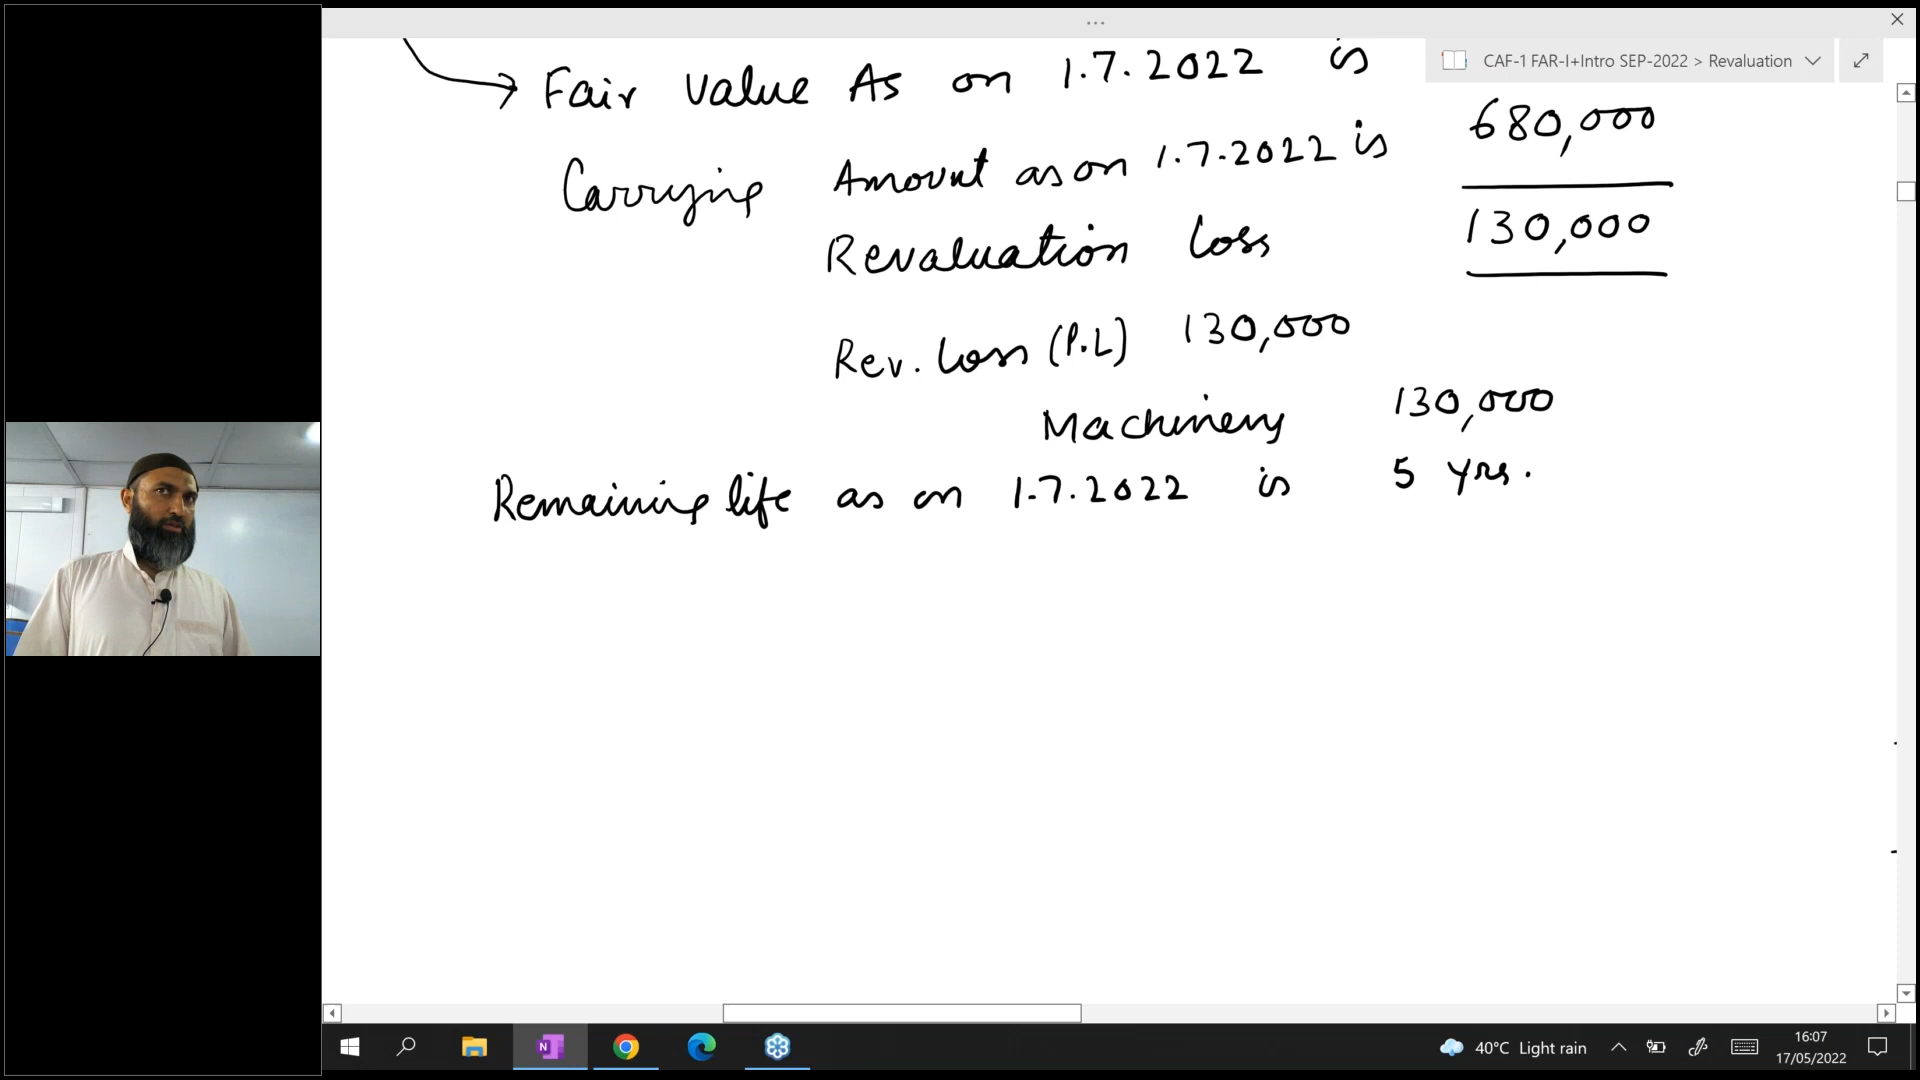 CAF-1 FAR-I+Intro SEP-2022 > Revaluation
Fair Value As on 1.7.2022 is
Carrying Amount as on 1.7.2022 is 680,000
Revaluation Loss 130,000
Rev. Loss (P.L) 130,000
Machinery 130,000
Remaining life as on 1.7.2022 is 5 yrs.
40°C Light rain
16:07
17/05/2022